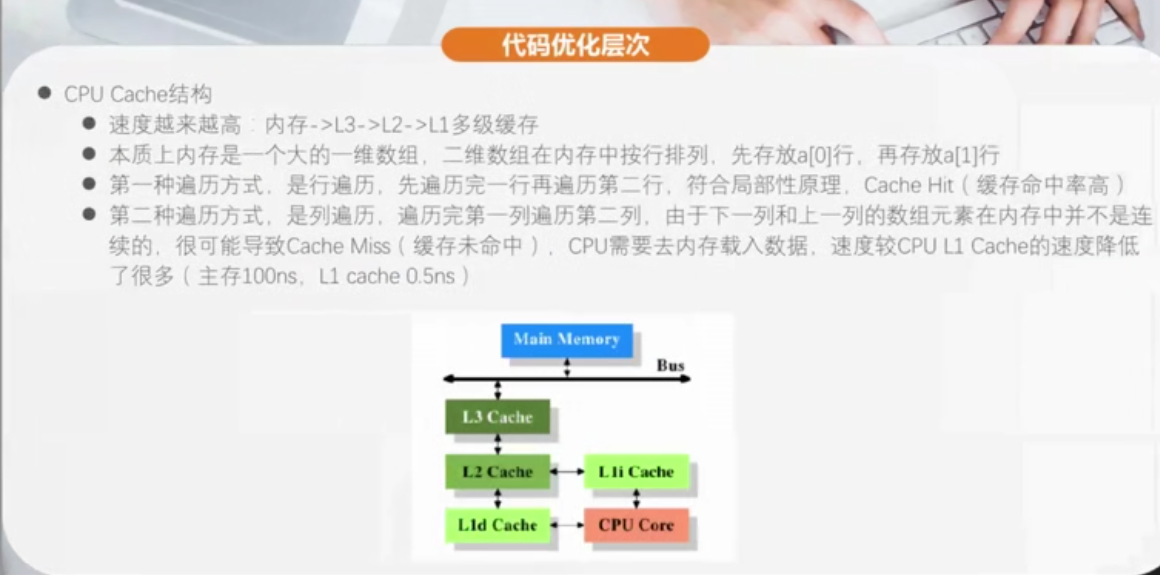 代码优化层次
CPU Cache结构
速度越来越高：内存->L3->L2->L1多级缓存
本质上内存是一个大的一维数组，二维数组在内存中按行排列，先存放a[0]行，再存放a[1]行
第一种遍历方式，是行遍历，先遍历完一行再遍历第二行，符合局部性原理，Cache Hit（缓存命中率高）
第二种遍历方式，是列遍历，遍历完第一列遍历第二列，由于下一列和上一列的数组元素在内存中并不是连
续的，很可能导致Cache Miss（缓存未命中），CPU需要去内存载入数据，速度较CPU L1 Cache的速度降低
了很多（主存100ns，L1 cache 0.5ns）
Main Memory
Bus
L3 Cache
L2 Cache
L1i Cache
L1d Cache
CPU Core